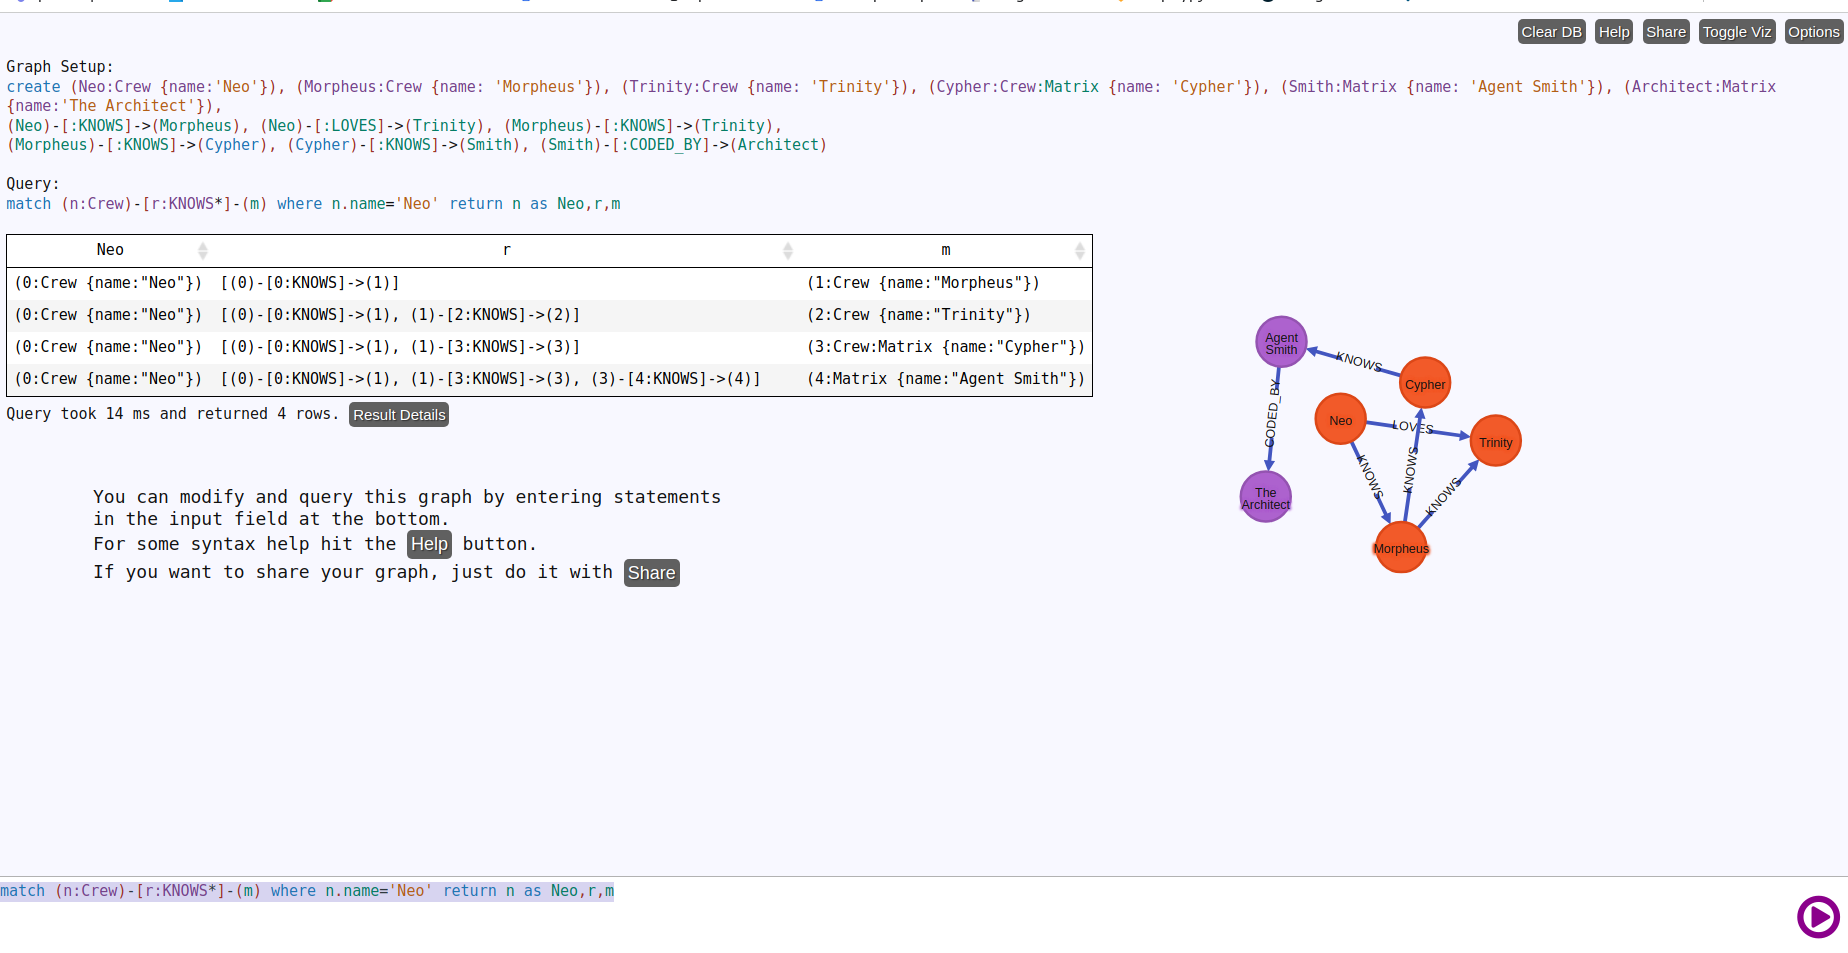 Clear DB Help Share Toggle Viz Options
Graph Setup:
create (Neo:Crew {name:'Neo'}), (Morpheus:Crew {name: 'Morpheus'}), (Trinity:Crew {name: 'Trinity'}), (Cypher:Crew:Matrix {name: 'Cypher'}), (Smith:Matrix {name: 'Agent Smith'}), (Architect:Matrix
{name:'The Architect'}),
(Neo)-[:KNOWS]->(Morpheus), (Neo)-[:LOVES]->(Trinity), (Morpheus)-[:KNOWS]->(Trinity),
(Morpheus)-[:KNOWS]->(Cypher), (Cypher)-[:KNOWS]->(Smith), (Smith)-[:CODED_BY]->(Architect)
Query:
match (n:Crew)-[r:KNOWS*]-(m) where n.name='Neo' return n as Neo,r,m
Neo r m
(0:Crew {name:"Neo"}) [(0)-[0:KNOWS]->(1)] (1:Crew {name:"Morpheus"})
(0:Crew {name:"Neo"}) [(0)-[0:KNOWS]->(1), (1)-[2:KNOWS]->(2)] (2:Crew {name:"Trinity"})
(0:Crew {name:"Neo"}) [(0)-[0:KNOWS]->(1), (1)-[3:KNOWS]->(3)] (3:Crew:Matrix {name:"Cypher"})
(0:Crew {name:"Neo"}) [(0)-[0:KNOWS]->(1), (1)-[3:KNOWS]->(3), (3)-[4:KNOWS]->(4)] (4:Matrix {name:"Agent Smith"})
Query took 14 ms and returned 4 rows. Result Details
You can modify and query this graph by entering statements
in the input field at the bottom.
For some syntax help hit the Help button.
If you want to share your graph, just do it with Share
Agent
Smith
KNOWS
Cypher
CODED_BY
Neo
LOVES
Trinity
KNOWS
KNOWS
KNOWS
The
Architect
Morpheus
match (n:Crew)-[r:KNOWS*]-(m) where n.name='Neo' return n as Neo,r,m